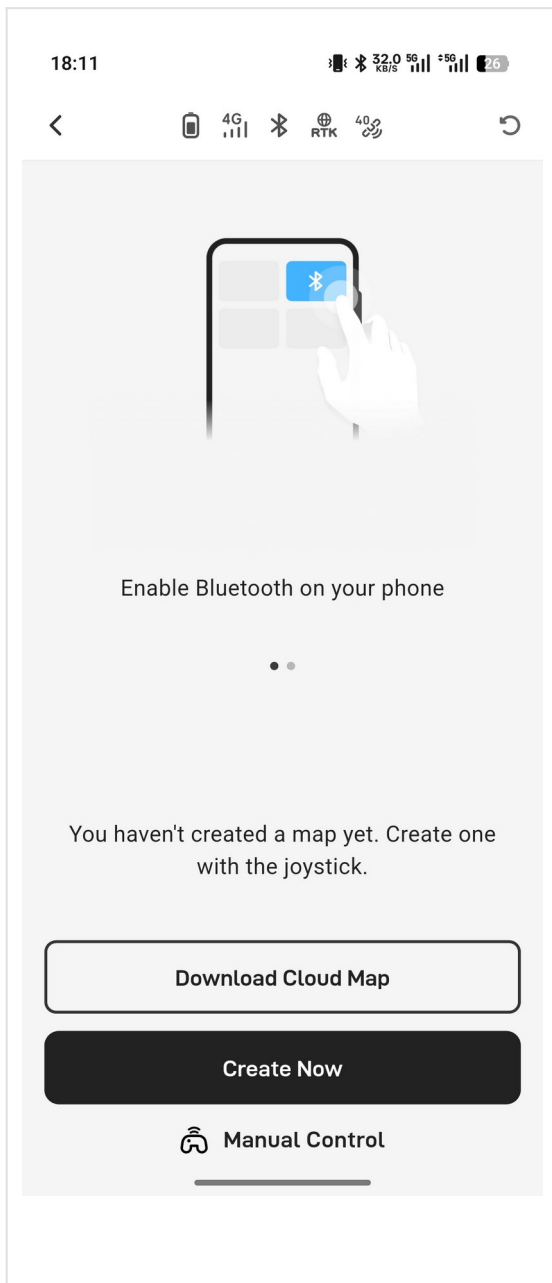 18:11
32.0 KB/S 5G 5G 26
4G RTK 40
Enable Bluetooth on your phone
You haven't created a map yet. Create one
with the joystick.
Download Cloud Map
Create Now
Manual Control